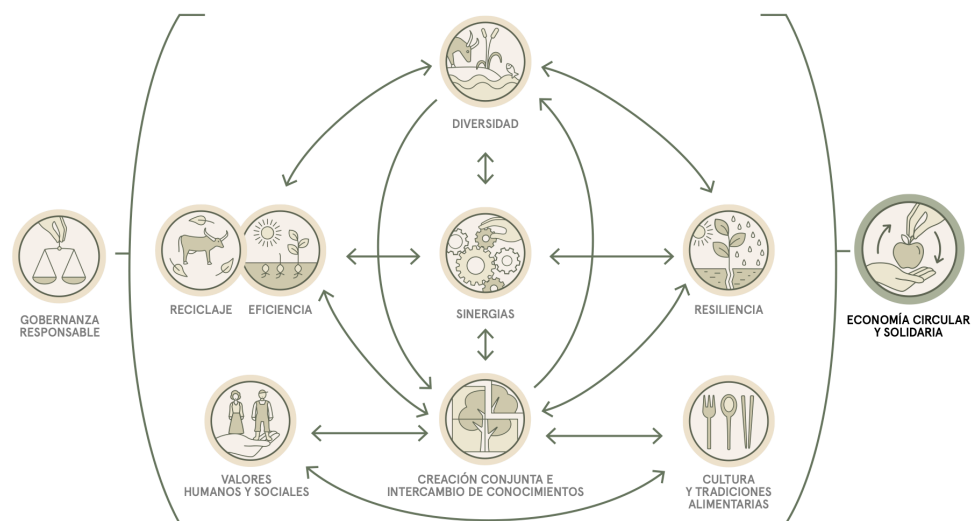 DIVERSIDAD
RECICLAJE
EFICIENCIA
SINERGIAS
RESILIENCIA
GOBERNANZA
RESPONSABLE
ECONOMÍA CIRCULAR
Y SOLIDARIA
VALORES
HUMANOS Y SOCIALES
CREACIÓN CONJUNTA E
INTERCAMBIO DE CONOCIMIENTOS
CULTURA
Y TRADICIONES
ALIMENTARIAS